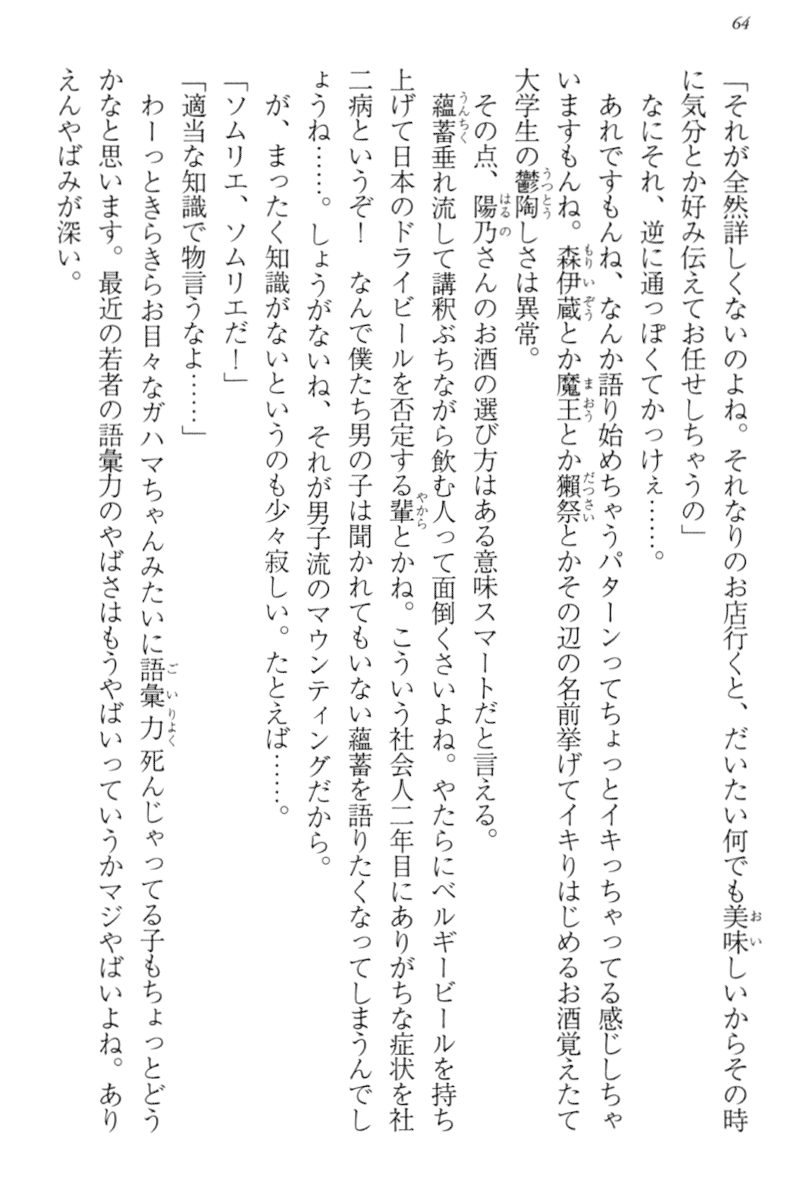 64
「それが全然詳しくないのよね。それなりのお店行くと、だいたい何でも美味しいからその時
に気分とか好み伝えてお任せしちゃうの」
なにそれ、逆に通っぽくてかっけぇ……。
あれですもんね、なんか語り始めちゃうパターンってちょっとイキっちゃってる感じしちゃ
いますもんね。森伊蔵とか魔王とか獺祭とかその辺の名前挙げてイキりはじめるお酒覚えたて
大学生の鬱陶しさは異常。
その点、陽乃さんのお酒の選び方はある意味スマートだと言える。
蘊蓄垂れ流して講釈ぶちながら飲む人って面倒くさいよね。やたらにベルギービールを持ち
上げて日本のドライビールを否定する輩とかね。こういう社会人二年目にありがちな症状を社
二病というぞ！　なんで僕たち男の子は聞かれてもいない蘊蓄を語りたくなってしまうんでし
ょうね……。しょうがないね、それが男子流のマウンティングだから。
が、まったく知識がないというのも少々寂しい。たとえば……。
「ソムリエ、ソムリエだ！」
「適当な知識で物言うなよ……」
わーっときらきらお目々なガハマちゃんみたいに語彙力死んじゃってる子もちょっとどう
かなと思います。最近の若者の語彙力のやばさはもうやばいっていうかマジやばいよね。あり
えんやばみが深い。